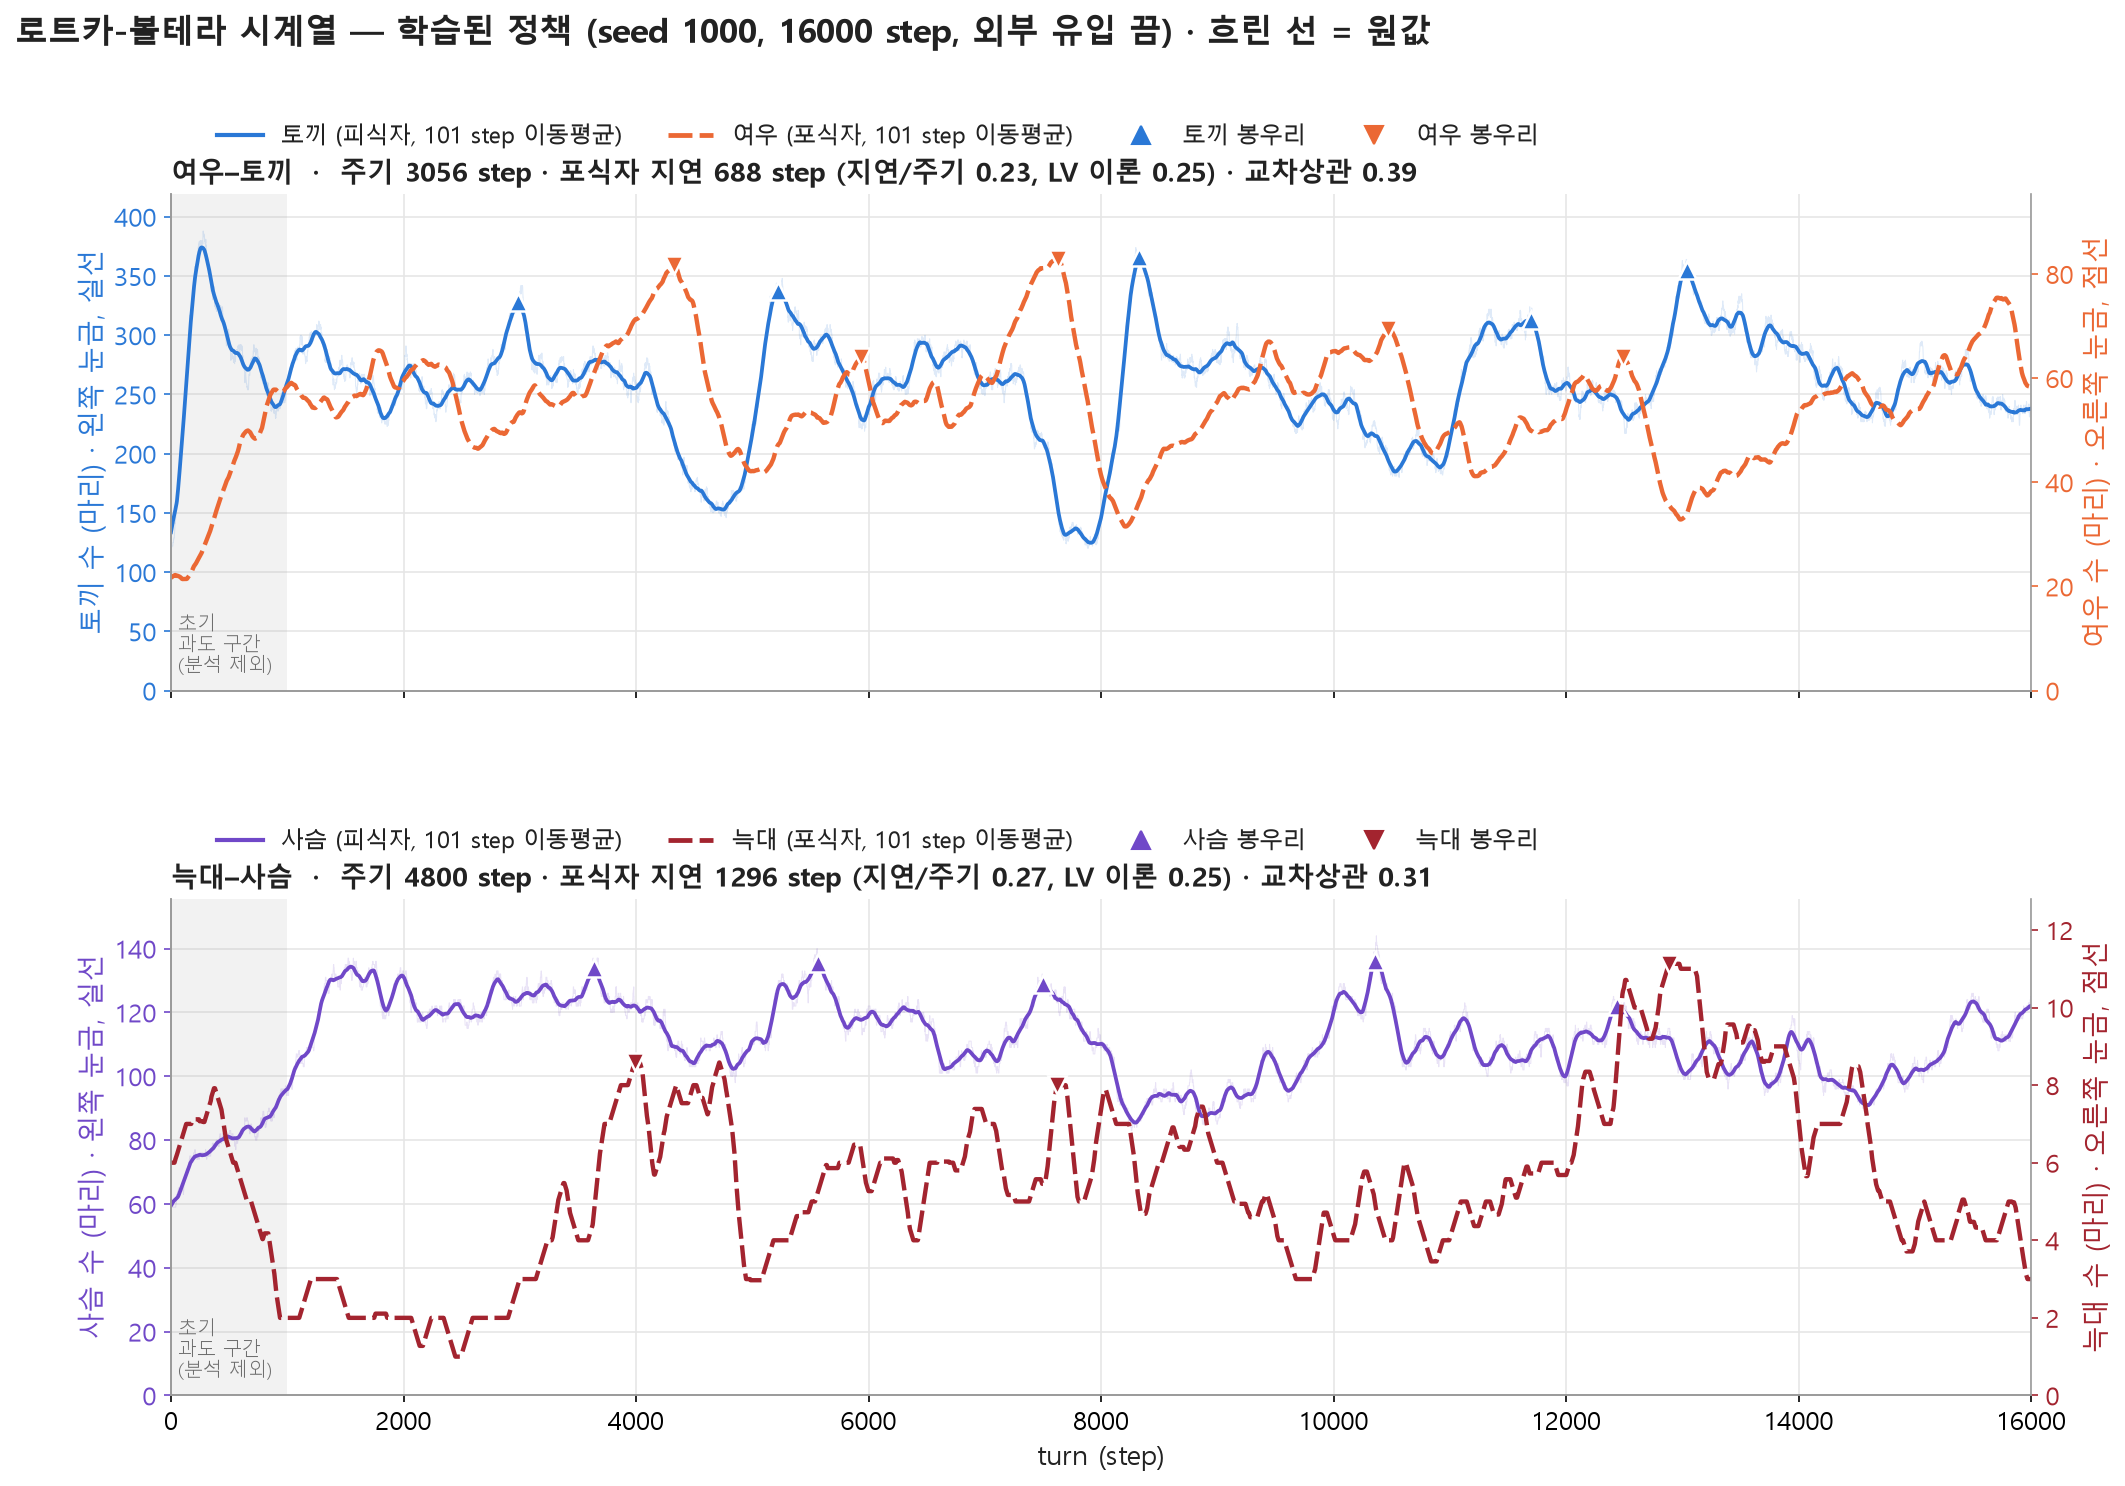 로트카-볼테라 시계열 — 학습된 정책 (seed 1000, 16000 step, 외부 유입 끔) · 흐린 선 = 원값
토끼 (피식자, 101 step 이동평균) 여우 (포식자, 101 step 이동평균) 토끼 봉우리 여우 봉우리
여우–토끼 · 주기 3056 step · 포식자 지연 688 step (지연/주기 0.23, LV 이론 0.25) · 교차상관 0.39
토끼 수 (마리) · 왼쪽 눈금, 실선
400
350
300
250
200
150
100
50
0
초기
과도 구간
(분석 제외)
80
60
40
20
0
여우 수 (마리) · 오른쪽 눈금, 점선
사슴 (피식자, 101 step 이동평균) 늑대 (포식자, 101 step 이동평균) 사슴 봉우리 늑대 봉우리
늑대–사슴 · 주기 4800 step · 포식자 지연 1296 step (지연/주기 0.27, LV 이론 0.25) · 교차상관 0.31
사슴 수 (마리) · 왼쪽 눈금, 실선
140
120
100
80
60
40
20
0
초기
과도 구간
(분석 제외)
12
10
8
6
4
2
0
늑대 수 (마리) · 오른쪽 눈금, 점선
0 2000 4000 6000 8000 10000 12000 14000 16000
turn (step)